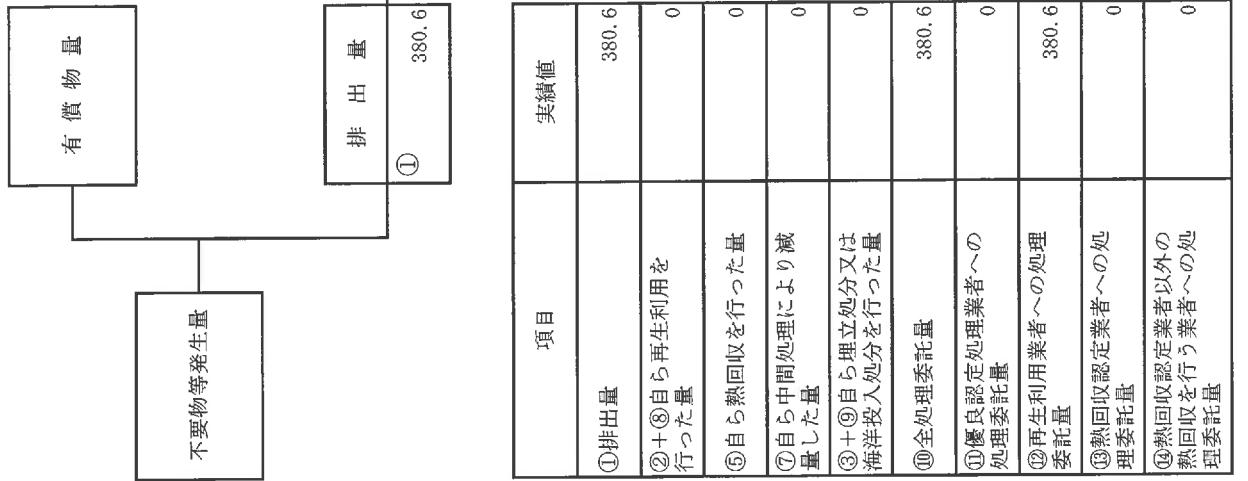 不要物等発生量
有償物量
排出量
① 380.6
項目 実績値
①排出量 380.6
②+⑧自ら再生利用を
行った量 0
⑤自ら熱回収を行った量 0
⑦自ら中間処理により減
量した量 0
③+⑨自ら埋立処分又は
海洋投入処分を行った量 0
⑩全処理委託量 380.6
⑪優良認定処理業者への
処理委託量 0
⑫再生利用業者への処理
委託量 380.6
⑬熱回収認定業者への処
理委託量 0
⑭熱回収認定業者以外の
熱回収を行う業者への処
理委託量 0